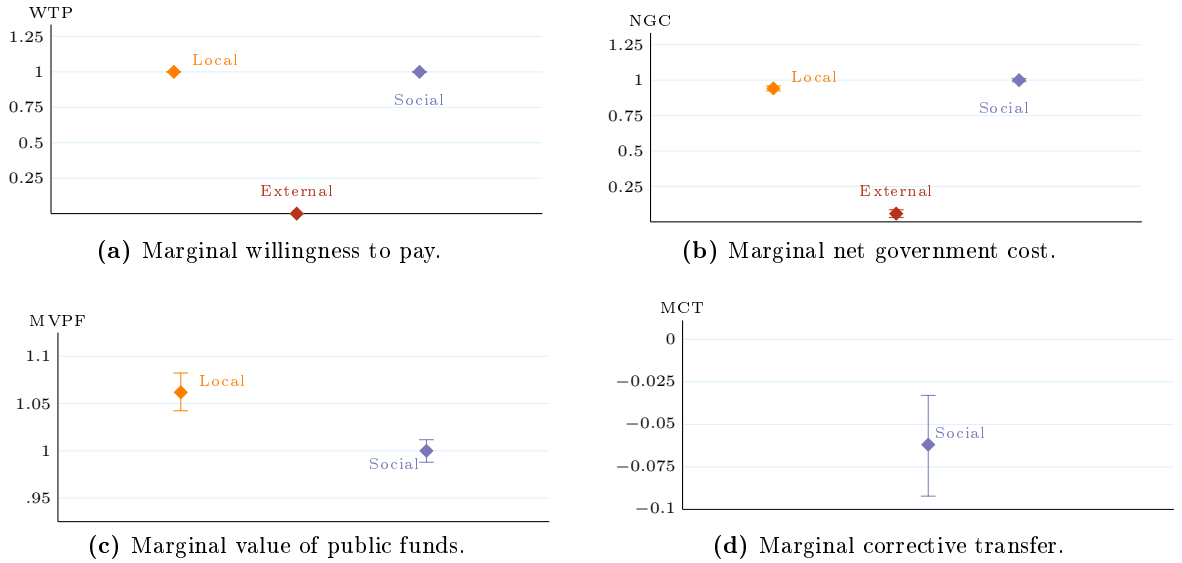 WTP
1.25
1
0.75
0.5
0.25
Local
Social
External
(a) Marginal willingness to pay.
NGC
1.25
1
0.75
0.5
0.25
Local
Social
External
(b) Marginal net government cost.
MVPF
1.1
1.05
1
.95
Local
Social
(c) Marginal value of public funds.
MCT
0
−0.025
−0.05
−0.075
−0.1
Social
(d) Marginal corrective transfer.